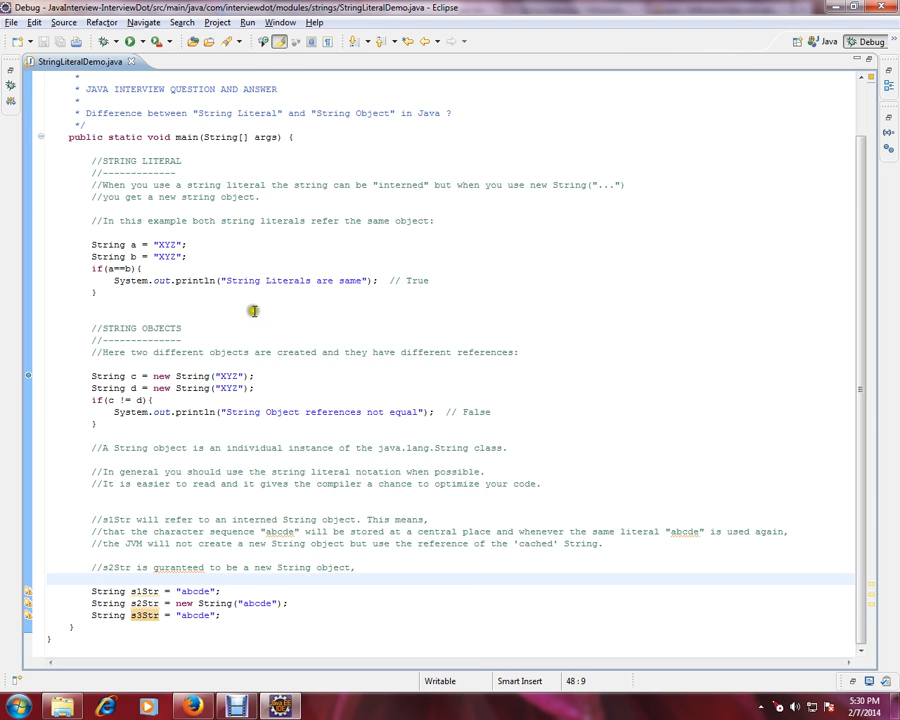 Debug - JavaInterview-InterviewDot/src/main/java/com/interviewdot/modules/strings/StringLiteralDemo.java - Eclipse
File Edit Source Refactor Navigate Search Project Run Window Help
Java Debug
StringLiteralDemo.java
*
* JAVA INTERVIEW QUESTION AND ANSWER
*
* Difference between "String Literal" and "String Object" in Java ?
*/
public static void main(String[] args) {
//STRING LITERAL
//-------------
//When you use a string literal the string can be "interned" but when you use new String("...")
//you get a new string object.
//In this example both string literals refer the same object:
String a = "XYZ";
String b = "XYZ";
if(a==b){
System.out.println("String Literals are same"); // True
}
//STRING OBJECTS
//--------------
//Here two different objects are created and they have different references:
String c = new String("XYZ");
String d = new String("XYZ");
if(c != d){
System.out.println("String Object references not equal"); // False
}
//A String object is an individual instance of the java.lang.String class.
//In general you should use the string literal notation when possible.
//It is easier to read and it gives the compiler a chance to optimize your code.
//s1Str will refer to an interned String object. This means,
//that the character sequence "abcde" will be stored at a central place and whenever the same literal "abcde" is used again,
//the JVM will not create a new String object but use the reference of the 'cached' String.
//s2Str is guranteed to be a new String object,
String s1Str = "abcde";
String s2Str = new String("abcde");
String s3Str = "abcde";
}
}
Writable Smart Insert 48 : 9
5:30 PM
2/7/2014